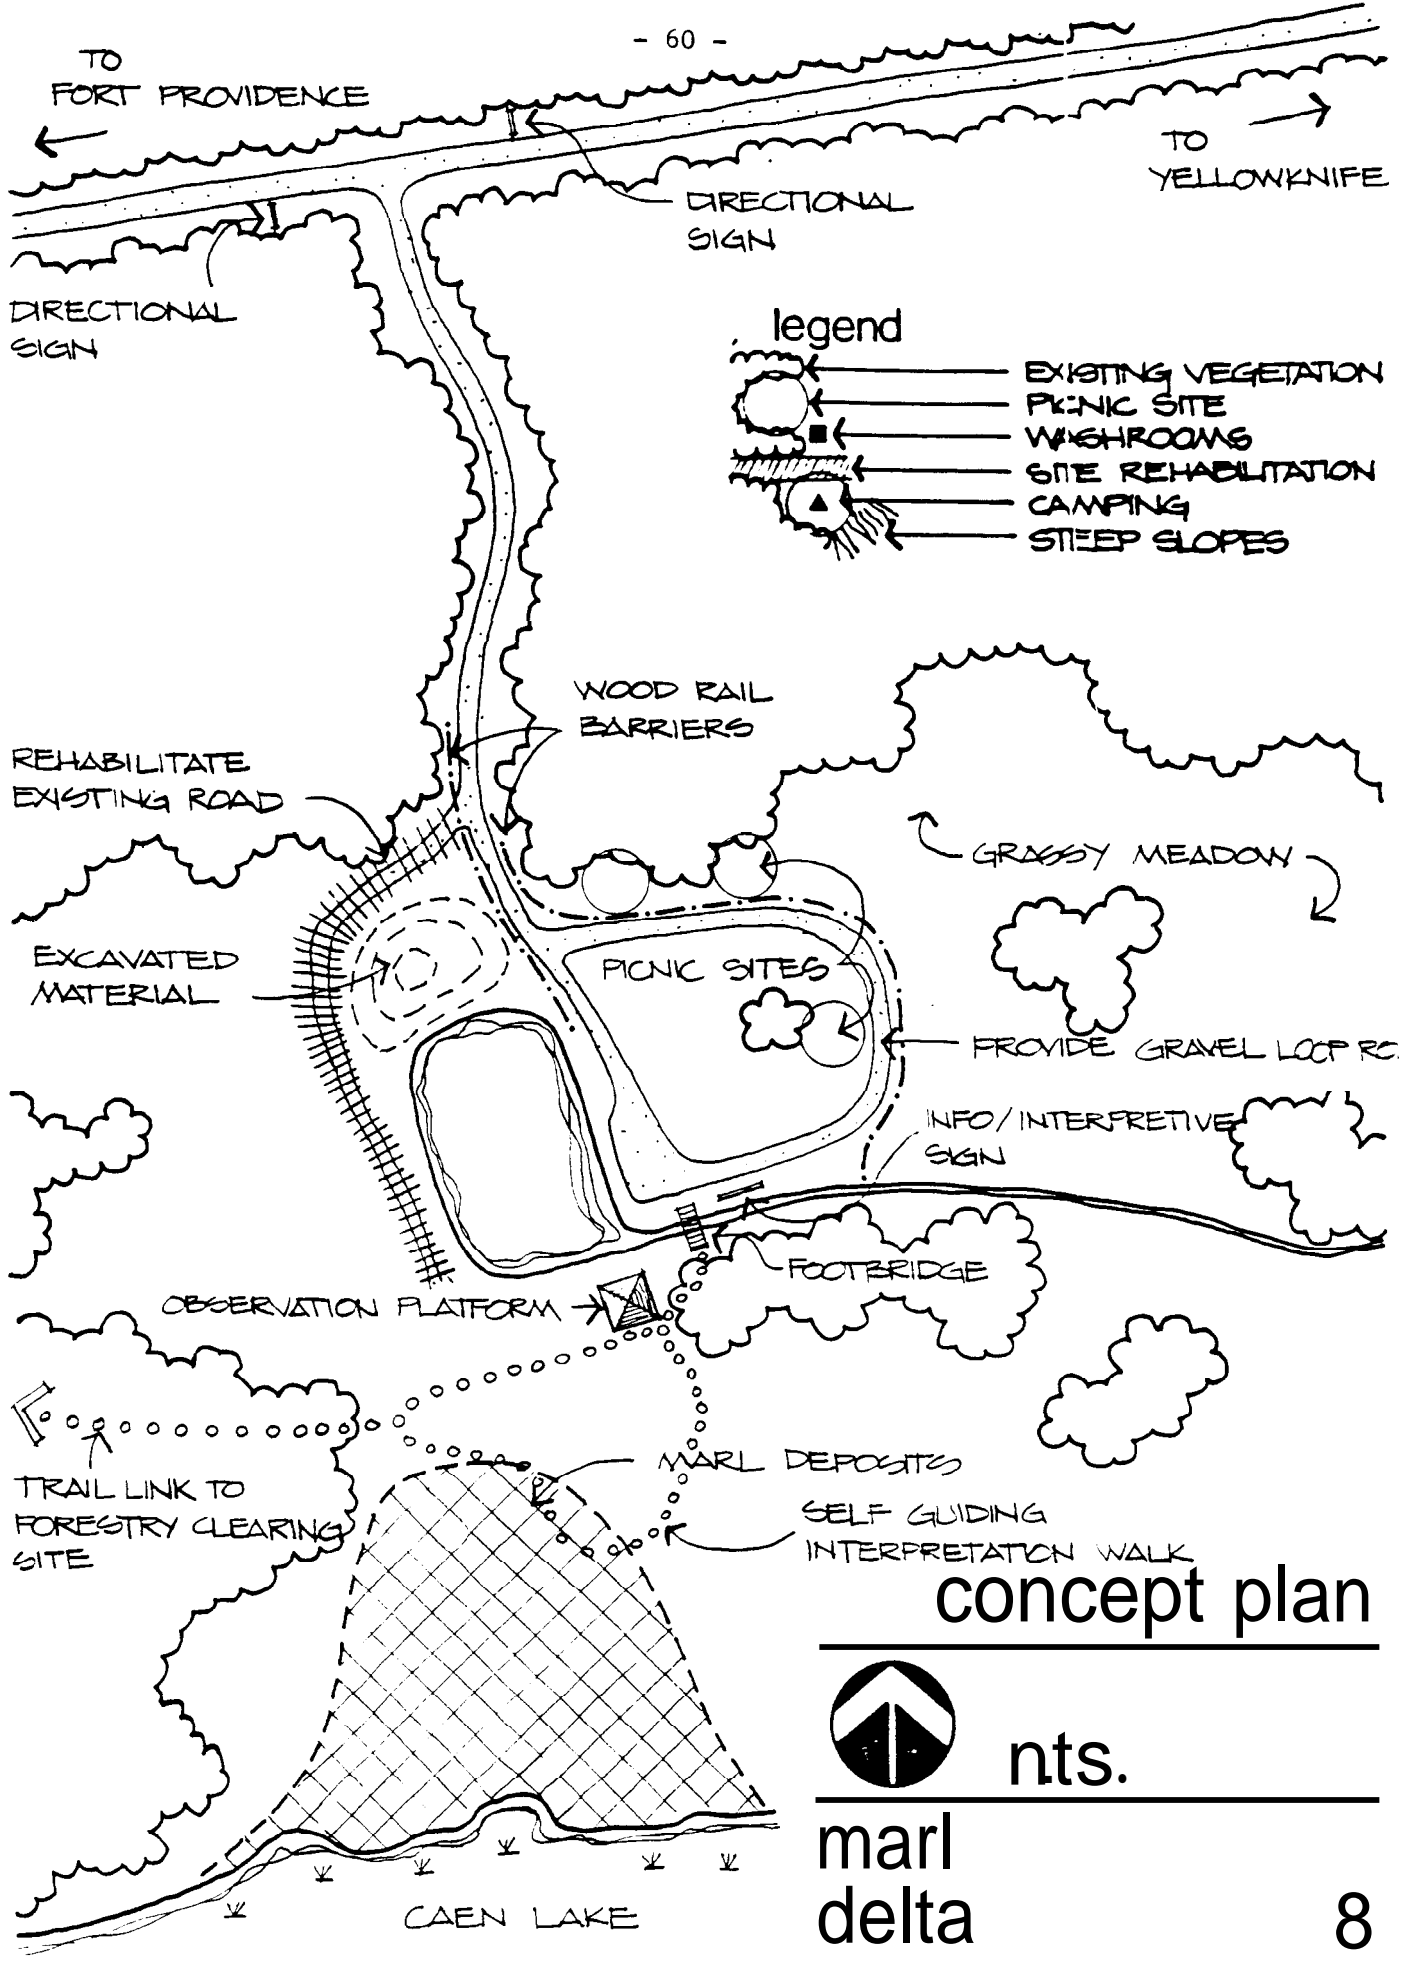 - 60 -
TO
FORT PROVIDENCE
TO
YELLOWKNIFE
DIRECTIONAL
SIGN
DIRECTIONAL
SIGN
legend
EXISTING VEGETATION
PICNIC SITE
WASHROOMS
SITE REHABILITATION
CAMPING
STEEP SLOPES
WOOD RAIL
BARRIERS
REHABILITATE
EXISTING ROAD
GRASSY MEADOW
EXCAVATED
MATERIAL
PICNIC SITES
PROVIDE GRAVEL LOOP
INFO/INTERPRETIVE
SIGN
FOOTBRIDGE
OBSERVATION PLATFORM
MARL DEPOSITS
TRAIL LINK TO
FORESTRY CLEARING
SITE
SELF GUIDING
INTERPRETATION WALK
concept plan
n.ts.
marl
delta
8
CAEN LAKE